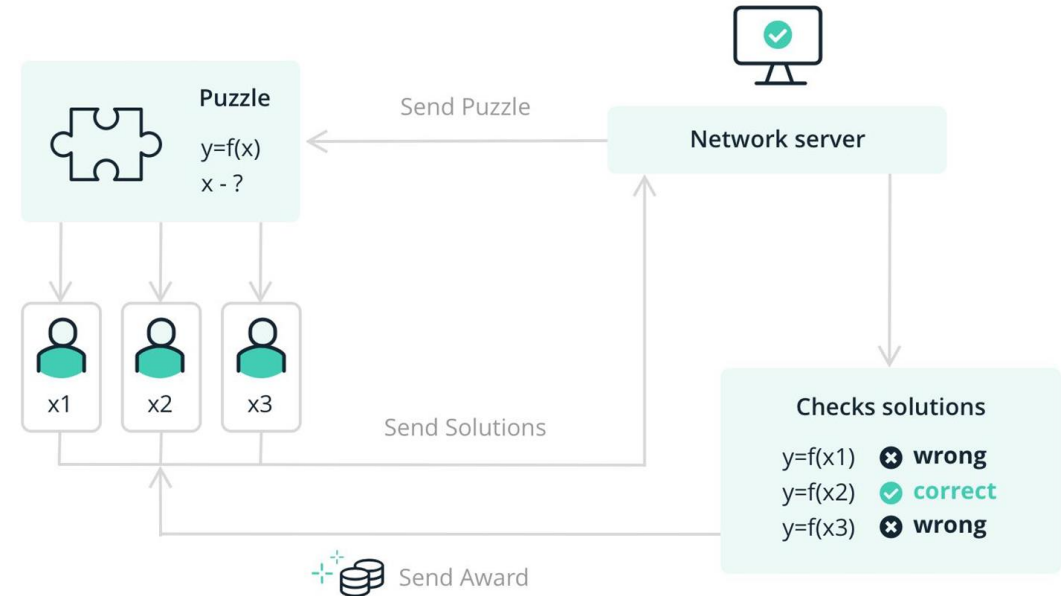 Puzzle
y=f(x)
x - ?
Send Puzzle
Network server
x1
x2
x3
Send Solutions
Checks solutions
y=f(x1) wrong
y=f(x2) correct
y=f(x3) wrong
Send Award